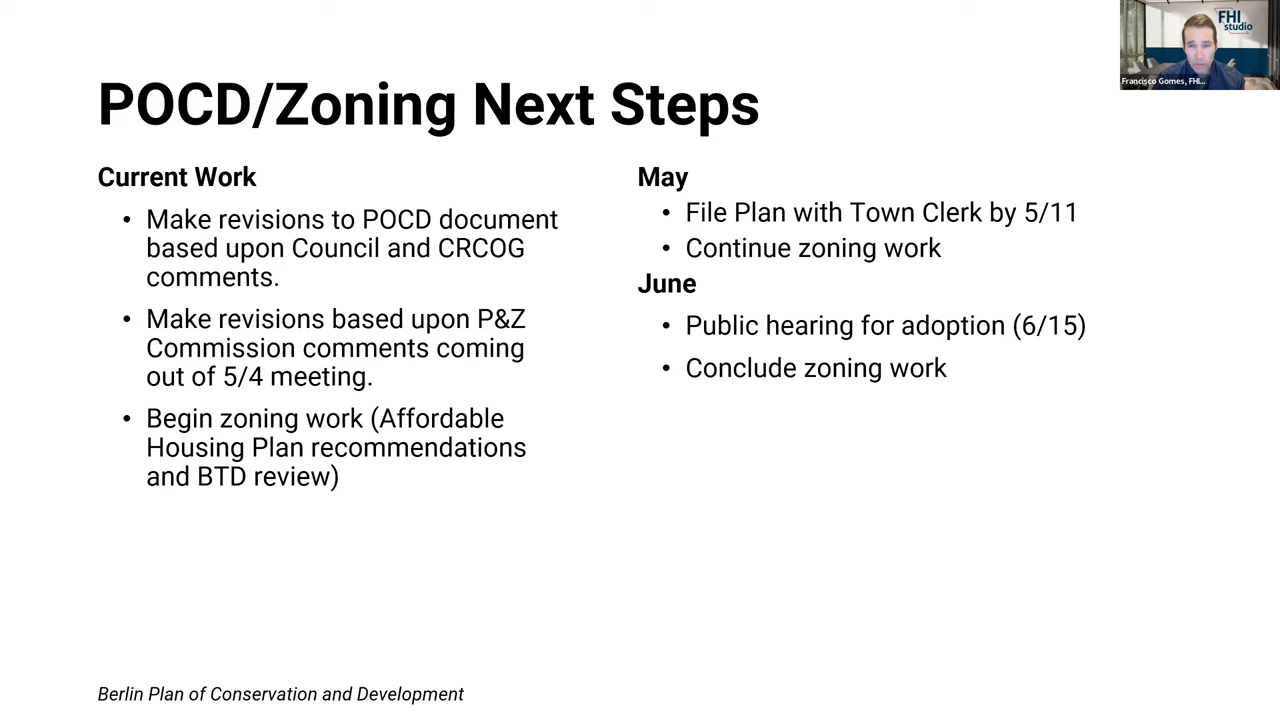 FHI
studio
Francisco Gomes, FHI...
POCD/Zoning Next Steps
Current Work
• Make revisions to POCD document
based upon Council and CRCOG
comments.
• Make revisions based upon P&Z
Commission comments coming
out of 5/4 meeting.
• Begin zoning work (Affordable
Housing Plan recommendations
and BTD review)
May
• File Plan with Town Clerk by 5/11
• Continue zoning work
June
• Public hearing for adoption (6/15)
• Conclude zoning work
Berlin Plan of Conservation and Development